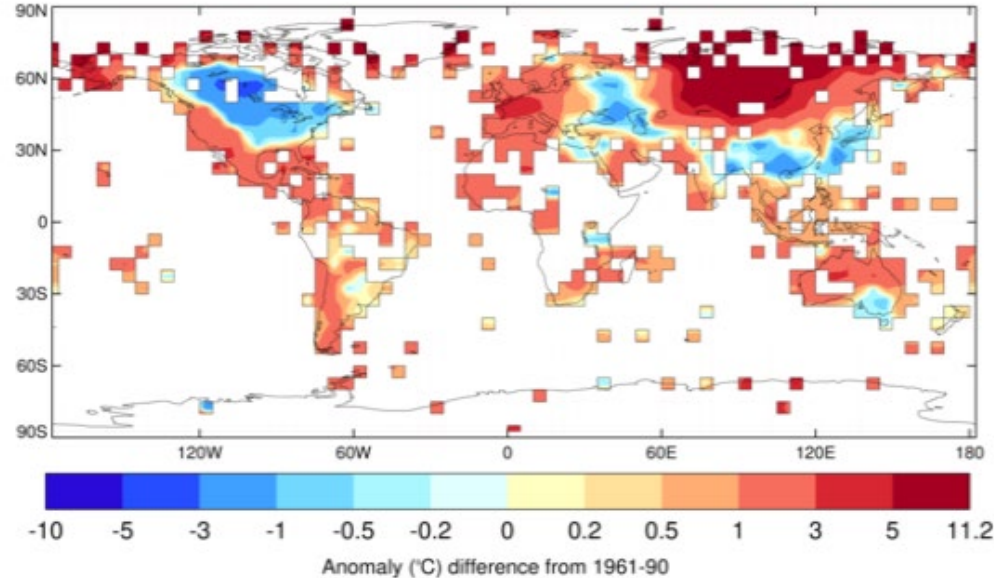 90N
60N
30N
0
30S
60S
90S
120W 60W 0 60E 120E 180
-10 -5 -3 -1 -0.5 -0.2 0 0.2 0.5 1 3 5 11.2
Anomaly (°C) difference from 1961-90